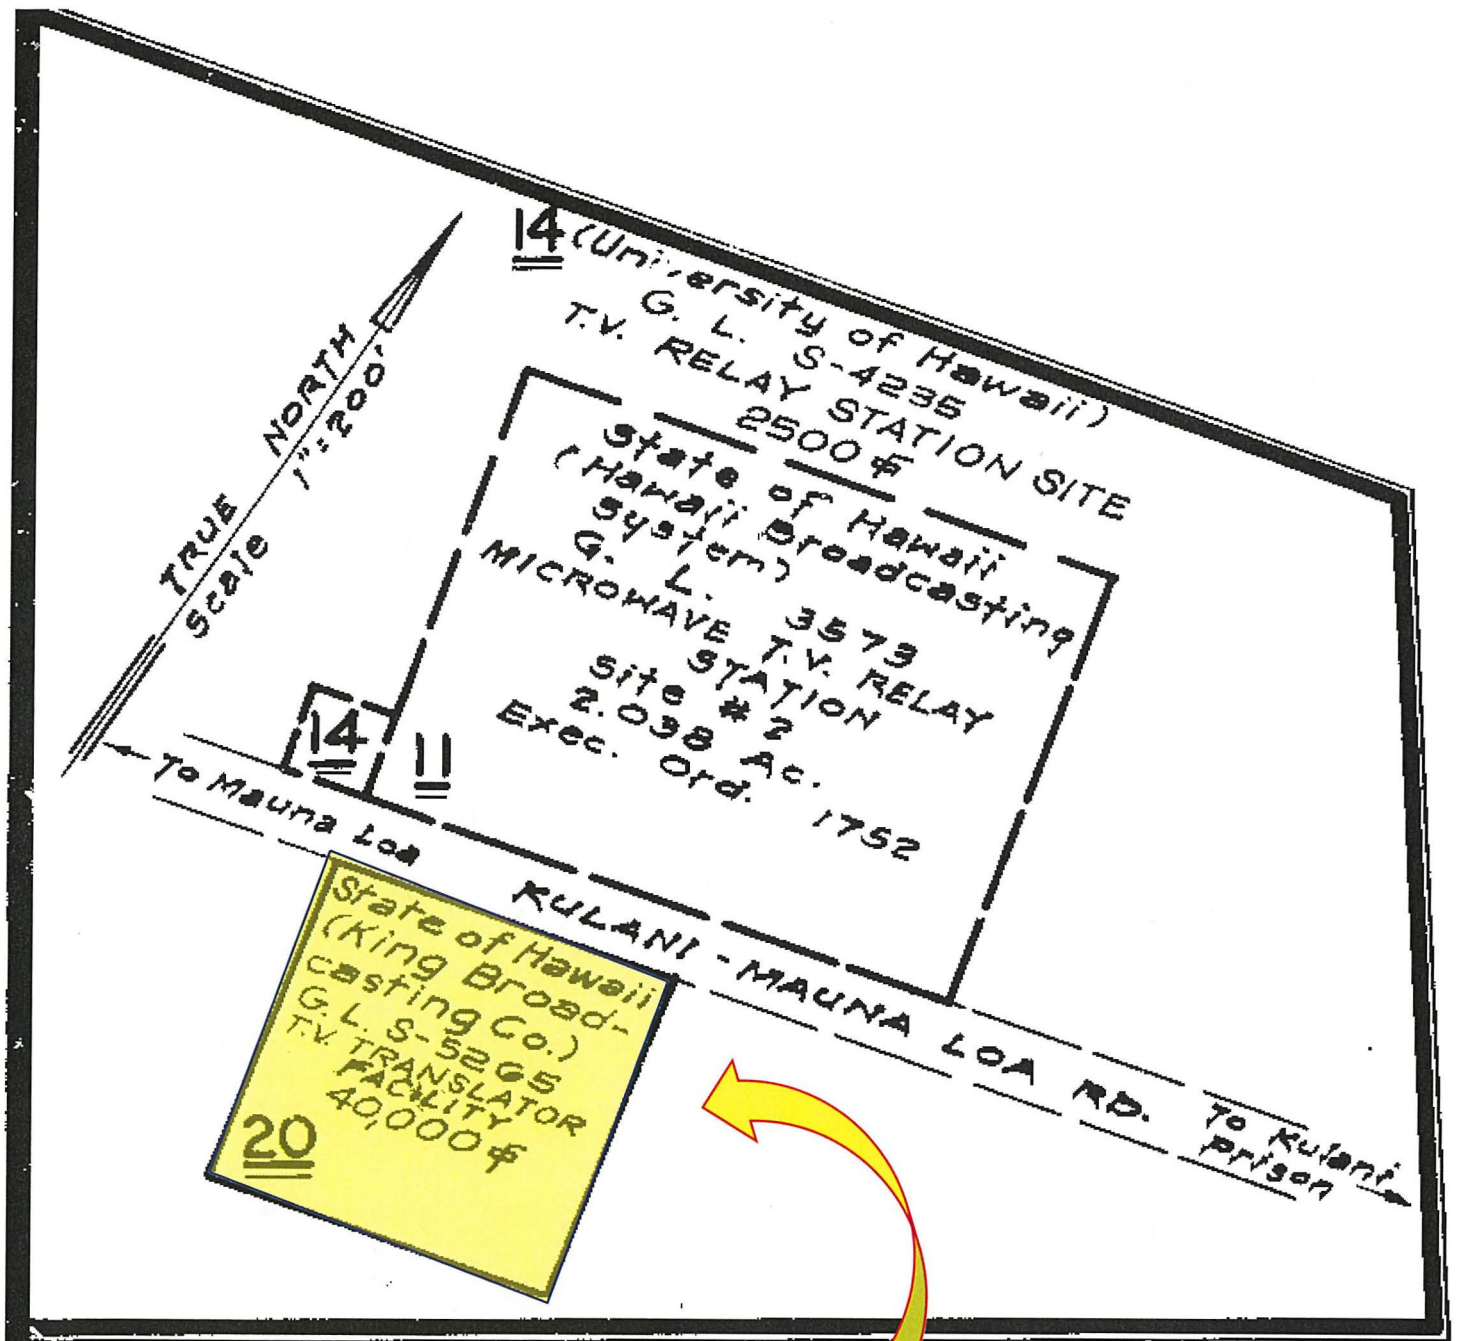 14 (University of Hawaii)
G. L. S-4235
T.V. RELAY STATION SITE
2500 ⌗
TRUE NORTH
Scale 1"=200'
State of Hawaii
(Hawaii Broadcasting
System)
G. L. 3573
MICROWAVE T.V. RELAY
STATION
Site # 2
2.038 Ac.
Exec. Ord. 1752
14
11
To Mauna Loa
KULANI - MAUNA LOA RD.
To Kulani
Prison
State of Hawaii
(King Broad-
casting Co.)
G. L. S-5265
T.V. TRANSLATOR
FACILITY
40,000 ⌗
20